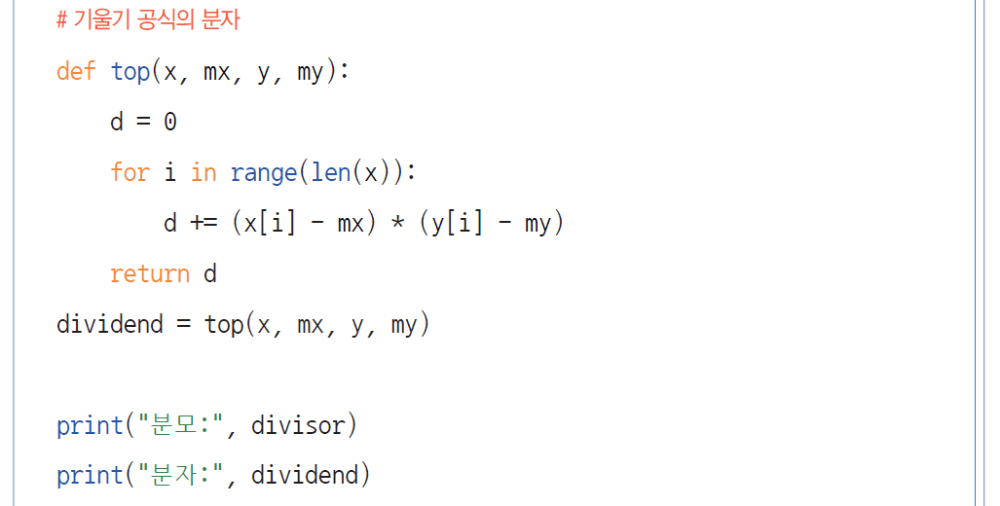 # 기울기 공식의 분자
def top(x, mx, y, my):
    d = 0
    for i in range(len(x)):
        d += (x[i] - mx) * (y[i] - my)
    return d
dividend = top(x, mx, y, my)
print("분모:", divisor)
print("분자:", dividend)